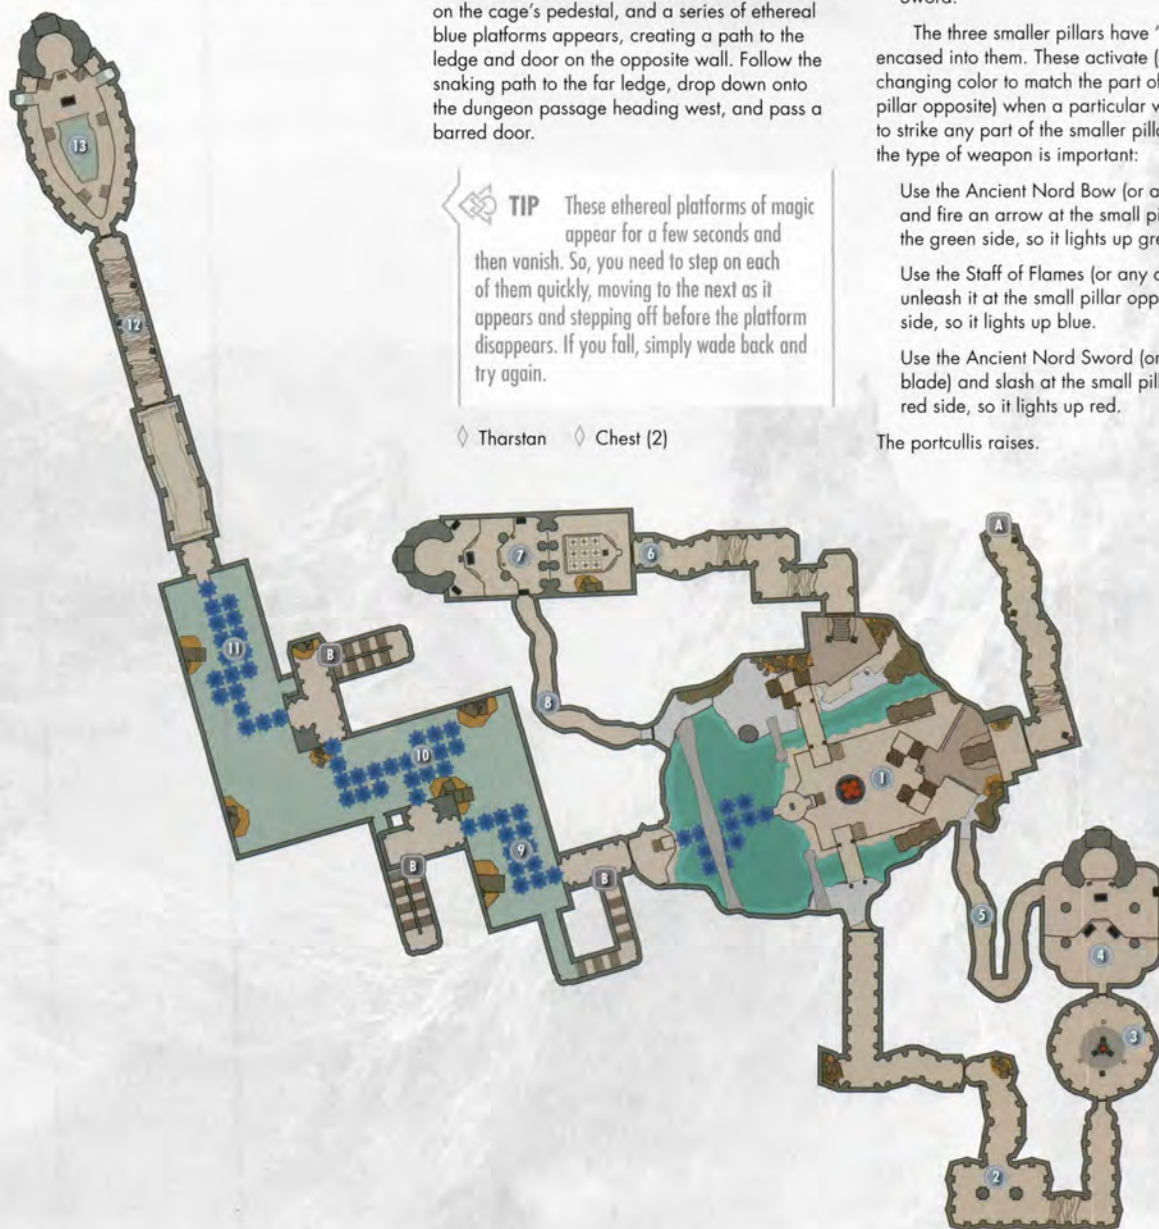 on the cage's pedestal, and a series of ethereal
blue platforms appears, creating a path to the
ledge and door on the opposite wall. Follow the
snaking path to the far ledge, drop down onto
the dungeon passage heading west, and pass a
barred door.
TIP These ethereal platforms of magic
appear for a few seconds and
then vanish. So, you need to step on each
of them quickly, moving to the next as it
appears and stepping off before the platform
disappears. If you fall, simply wade back and
try again.
◊ Tharstan ◊ Chest (2)
The three smaller pillars have "
encased into them. These activate (
changing color to match the part of
pillar opposite) when a particular w
to strike any part of the smaller pill
the type of weapon is important:
Use the Ancient Nord Bow (or a
and fire an arrow at the small pi
the green side, so it lights up gre
Use the Staff of Flames (or any o
unleash it at the small pillar opp
side, so it lights up blue.
Use the Ancient Nord Sword (or
blade) and slash at the small pill
red side, so it lights up red.
The portcullis raises.
13
12
A
7
6
11
B
8
10
1
9
B
B
5
4
3
2